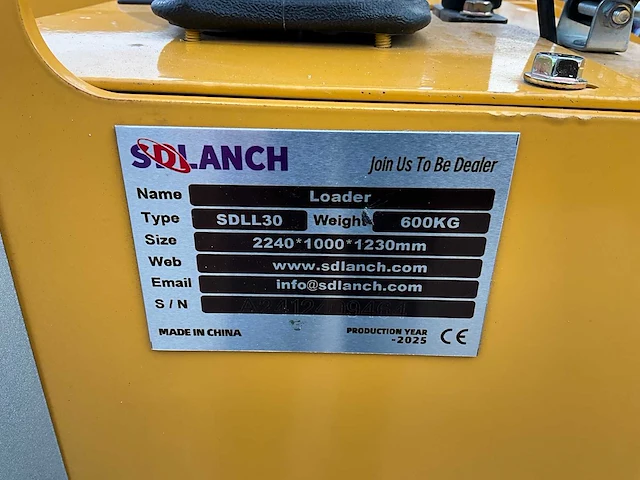 SDLANCH Join Us To Be Dealer
Name Loader
Type SDLL30 Weight 600KG
Size 2240*1000*1230mm
Web www.sdlanch.com
Email info@sdlanch.com
S / N
MADE IN CHINA PRODUCTION YEAR
-2025 CE